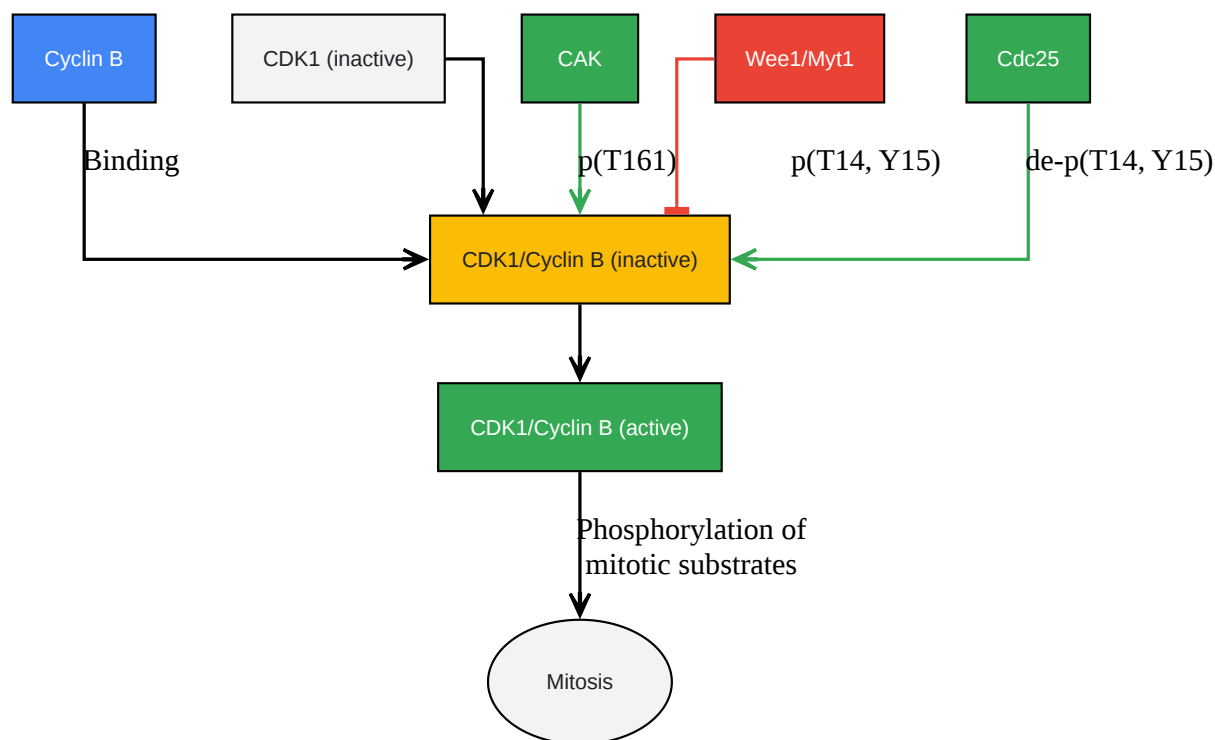 Cyclin B
CDK1 (inactive)
CAK
Wee1/Myt1
Cdc25
Binding
p(T161)
p(T14, Y15)
de-p(T14, Y15)
CDK1/Cyclin B (inactive)
CDK1/Cyclin B (active)
Phosphorylation of
mitotic substrates
Mitosis